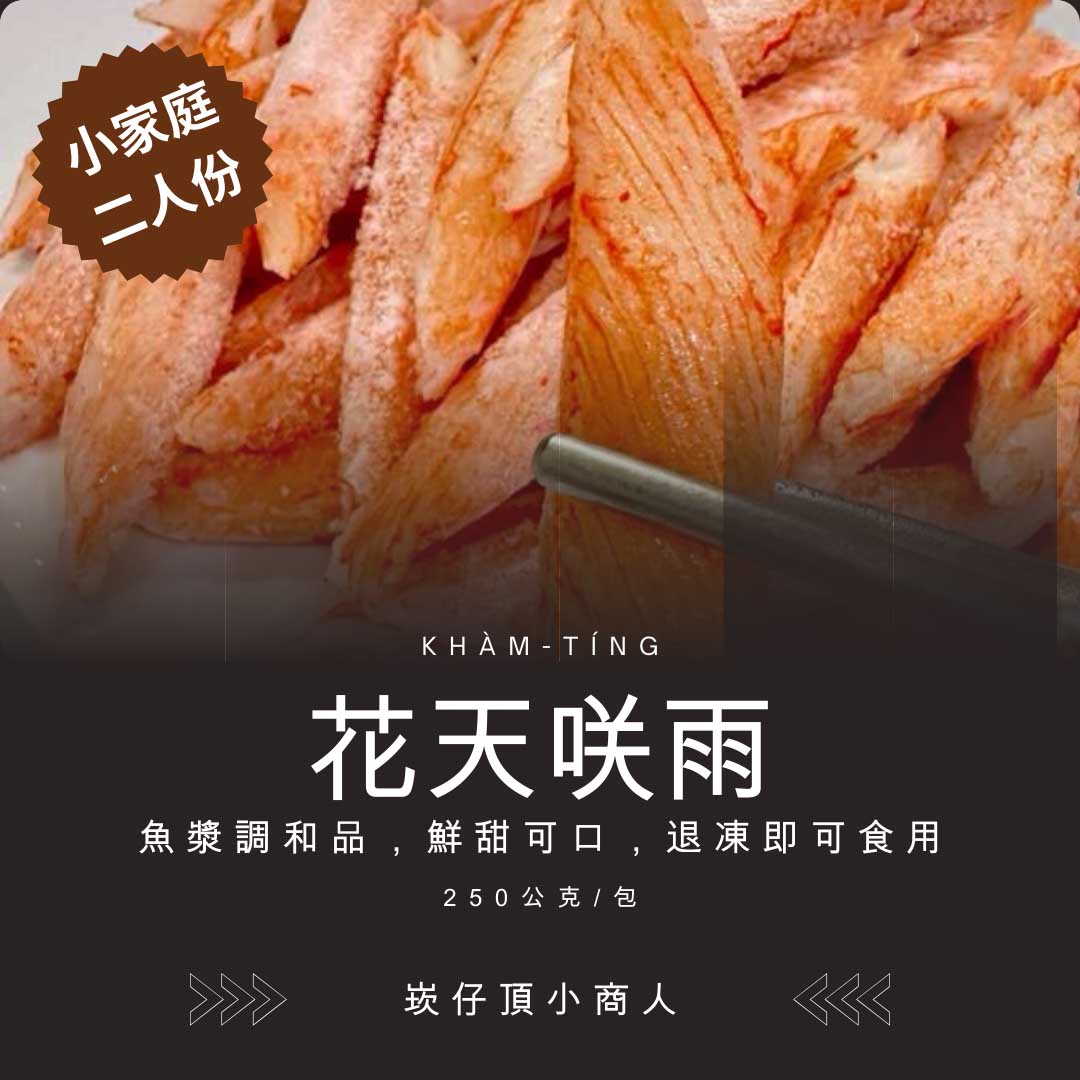 小家庭
二人份
KHÀM-TÍNG
花天咲雨
魚漿調和品,鮮甜可口,退凍即可食用
250公克/包
崁仔頂小商人